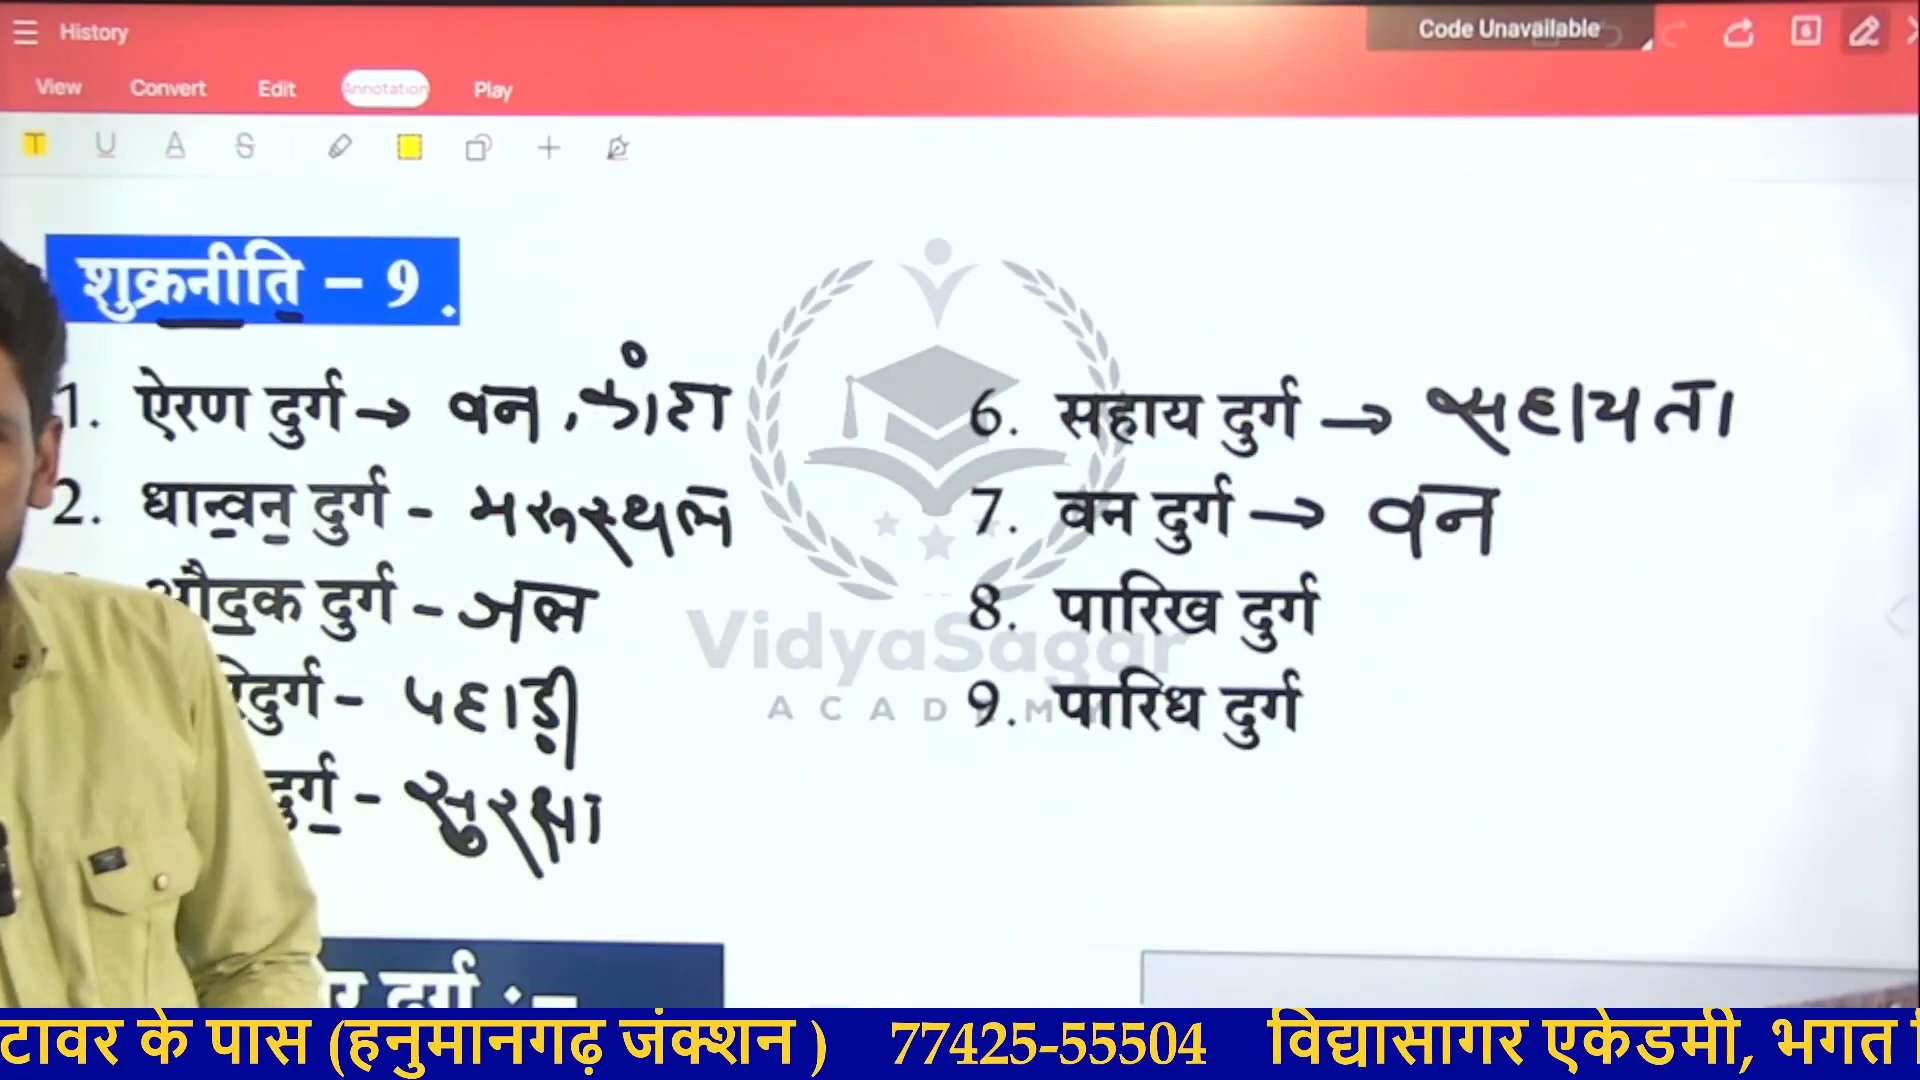 History
Code Unavailable
View Convert Edit Annotation Play
T U A S
शुक्रनीति – 9
1. ऐरण दुर्ग → वन, कांटा
2. धान्वन दुर्ग - मरुस्थल
औदक दुर्ग - जल
दुर्ग - पहाड़ी
दुर्ग - सुरक्षा
6. सहाय दुर्ग → सहायता
7. वन दुर्ग → वन
8. पारिख दुर्ग
9. पारिध दुर्ग
VidyaSagar
ACADEMY
दुर्ग :-
टावर के पास (हनुमानगढ़ जंक्शन ) 77425-55504 विद्यासागर एकेडमी, भगत